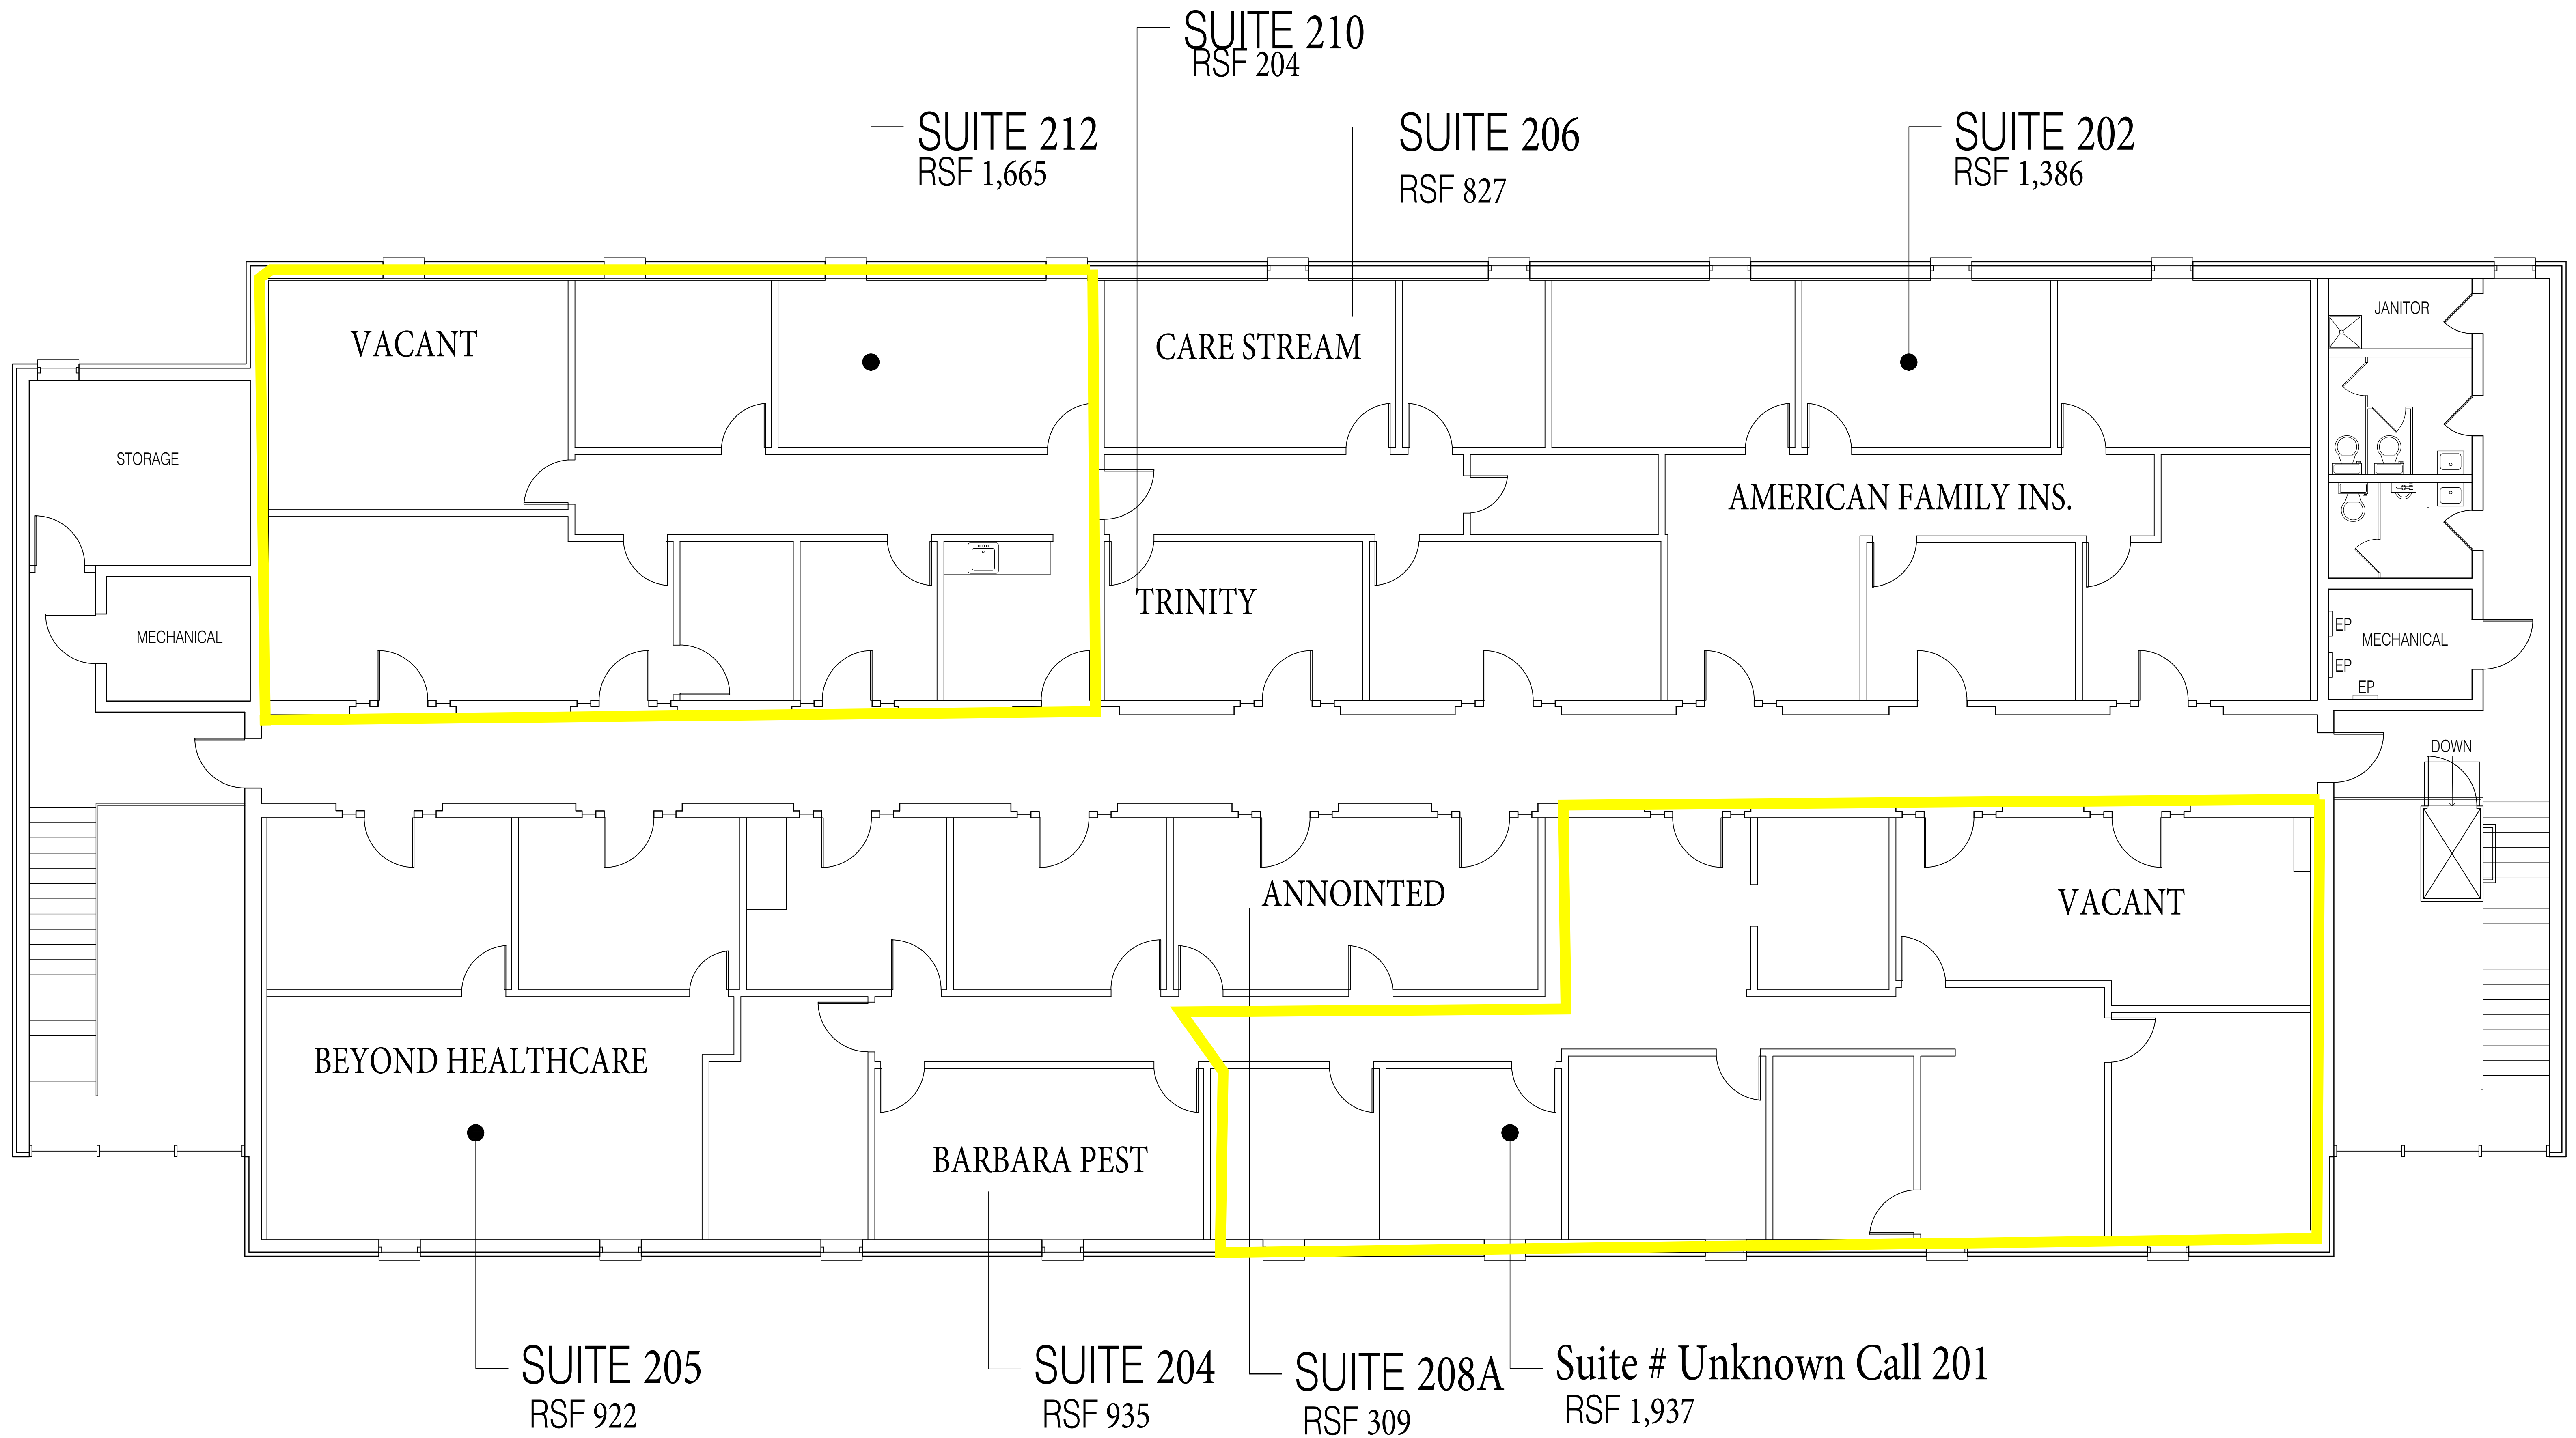 SUITE 210
RSF 204
SUITE 212
RSF 1,665
SUITE 206
RSF 827
SUITE 202
RSF 1,386
VACANT
CARE STREAM
JANITOR
STORAGE
AMERICAN FAMILY INS.
TRINITY
MECHANICAL
EP
MECHANICAL
EP
EP
DOWN
ANNOINTED
VACANT
BEYOND HEALTHCARE
BARBARA PEST
SUITE 205
RSF 922
SUITE 204
RSF 935
SUITE 208A
RSF 309
Suite # Unknown Call 201
RSF 1,937